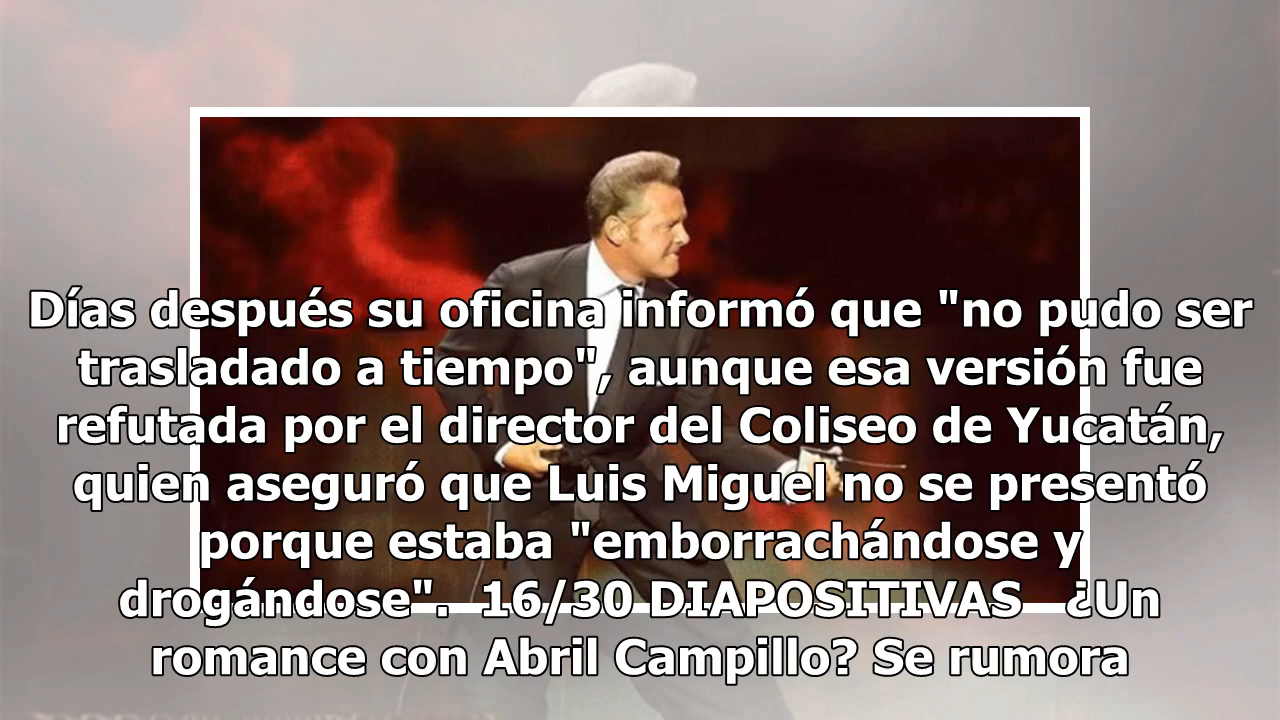 Días después su oficina informó que "no pudo ser
trasladado a tiempo", aunque esa versión fue
refutada por el director del Coliseo de Yucatán,
quien aseguró que Luis Miguel no se presentó
porque estaba "emborrachándose y
drogándose".  16/30 DIAPOSITIVAS   ¿Un
romance con Abril Campillo? Se rumora